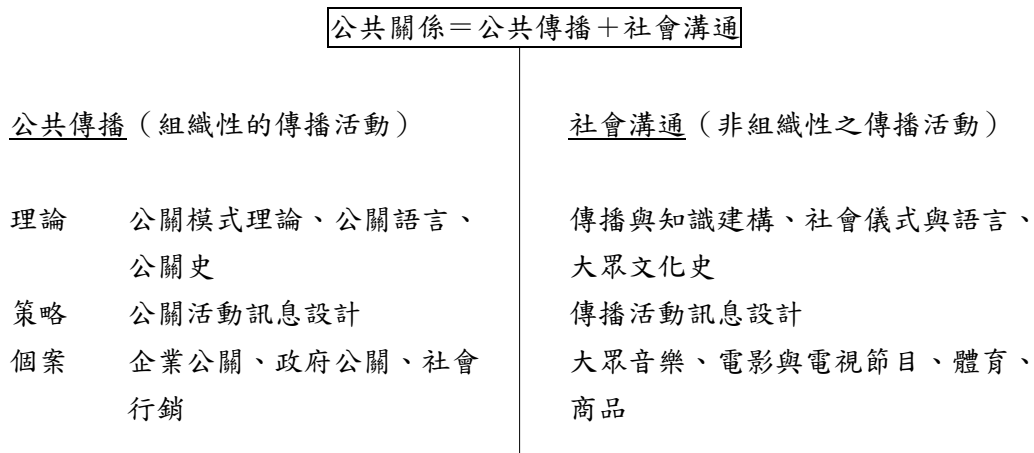 公共關係＝公共傳播＋社會溝通
公共傳播（組織性的傳播活動） 社會溝通（非組織性之傳播活動）
理論 公關模式理論、公關語言、 傳播與知識建構、社會儀式與語言、
公關史 大眾文化史
策略 公關活動訊息設計 傳播活動訊息設計
個案 企業公關、政府公關、社會 大眾音樂、電影與電視節目、體育、
行銷 商品